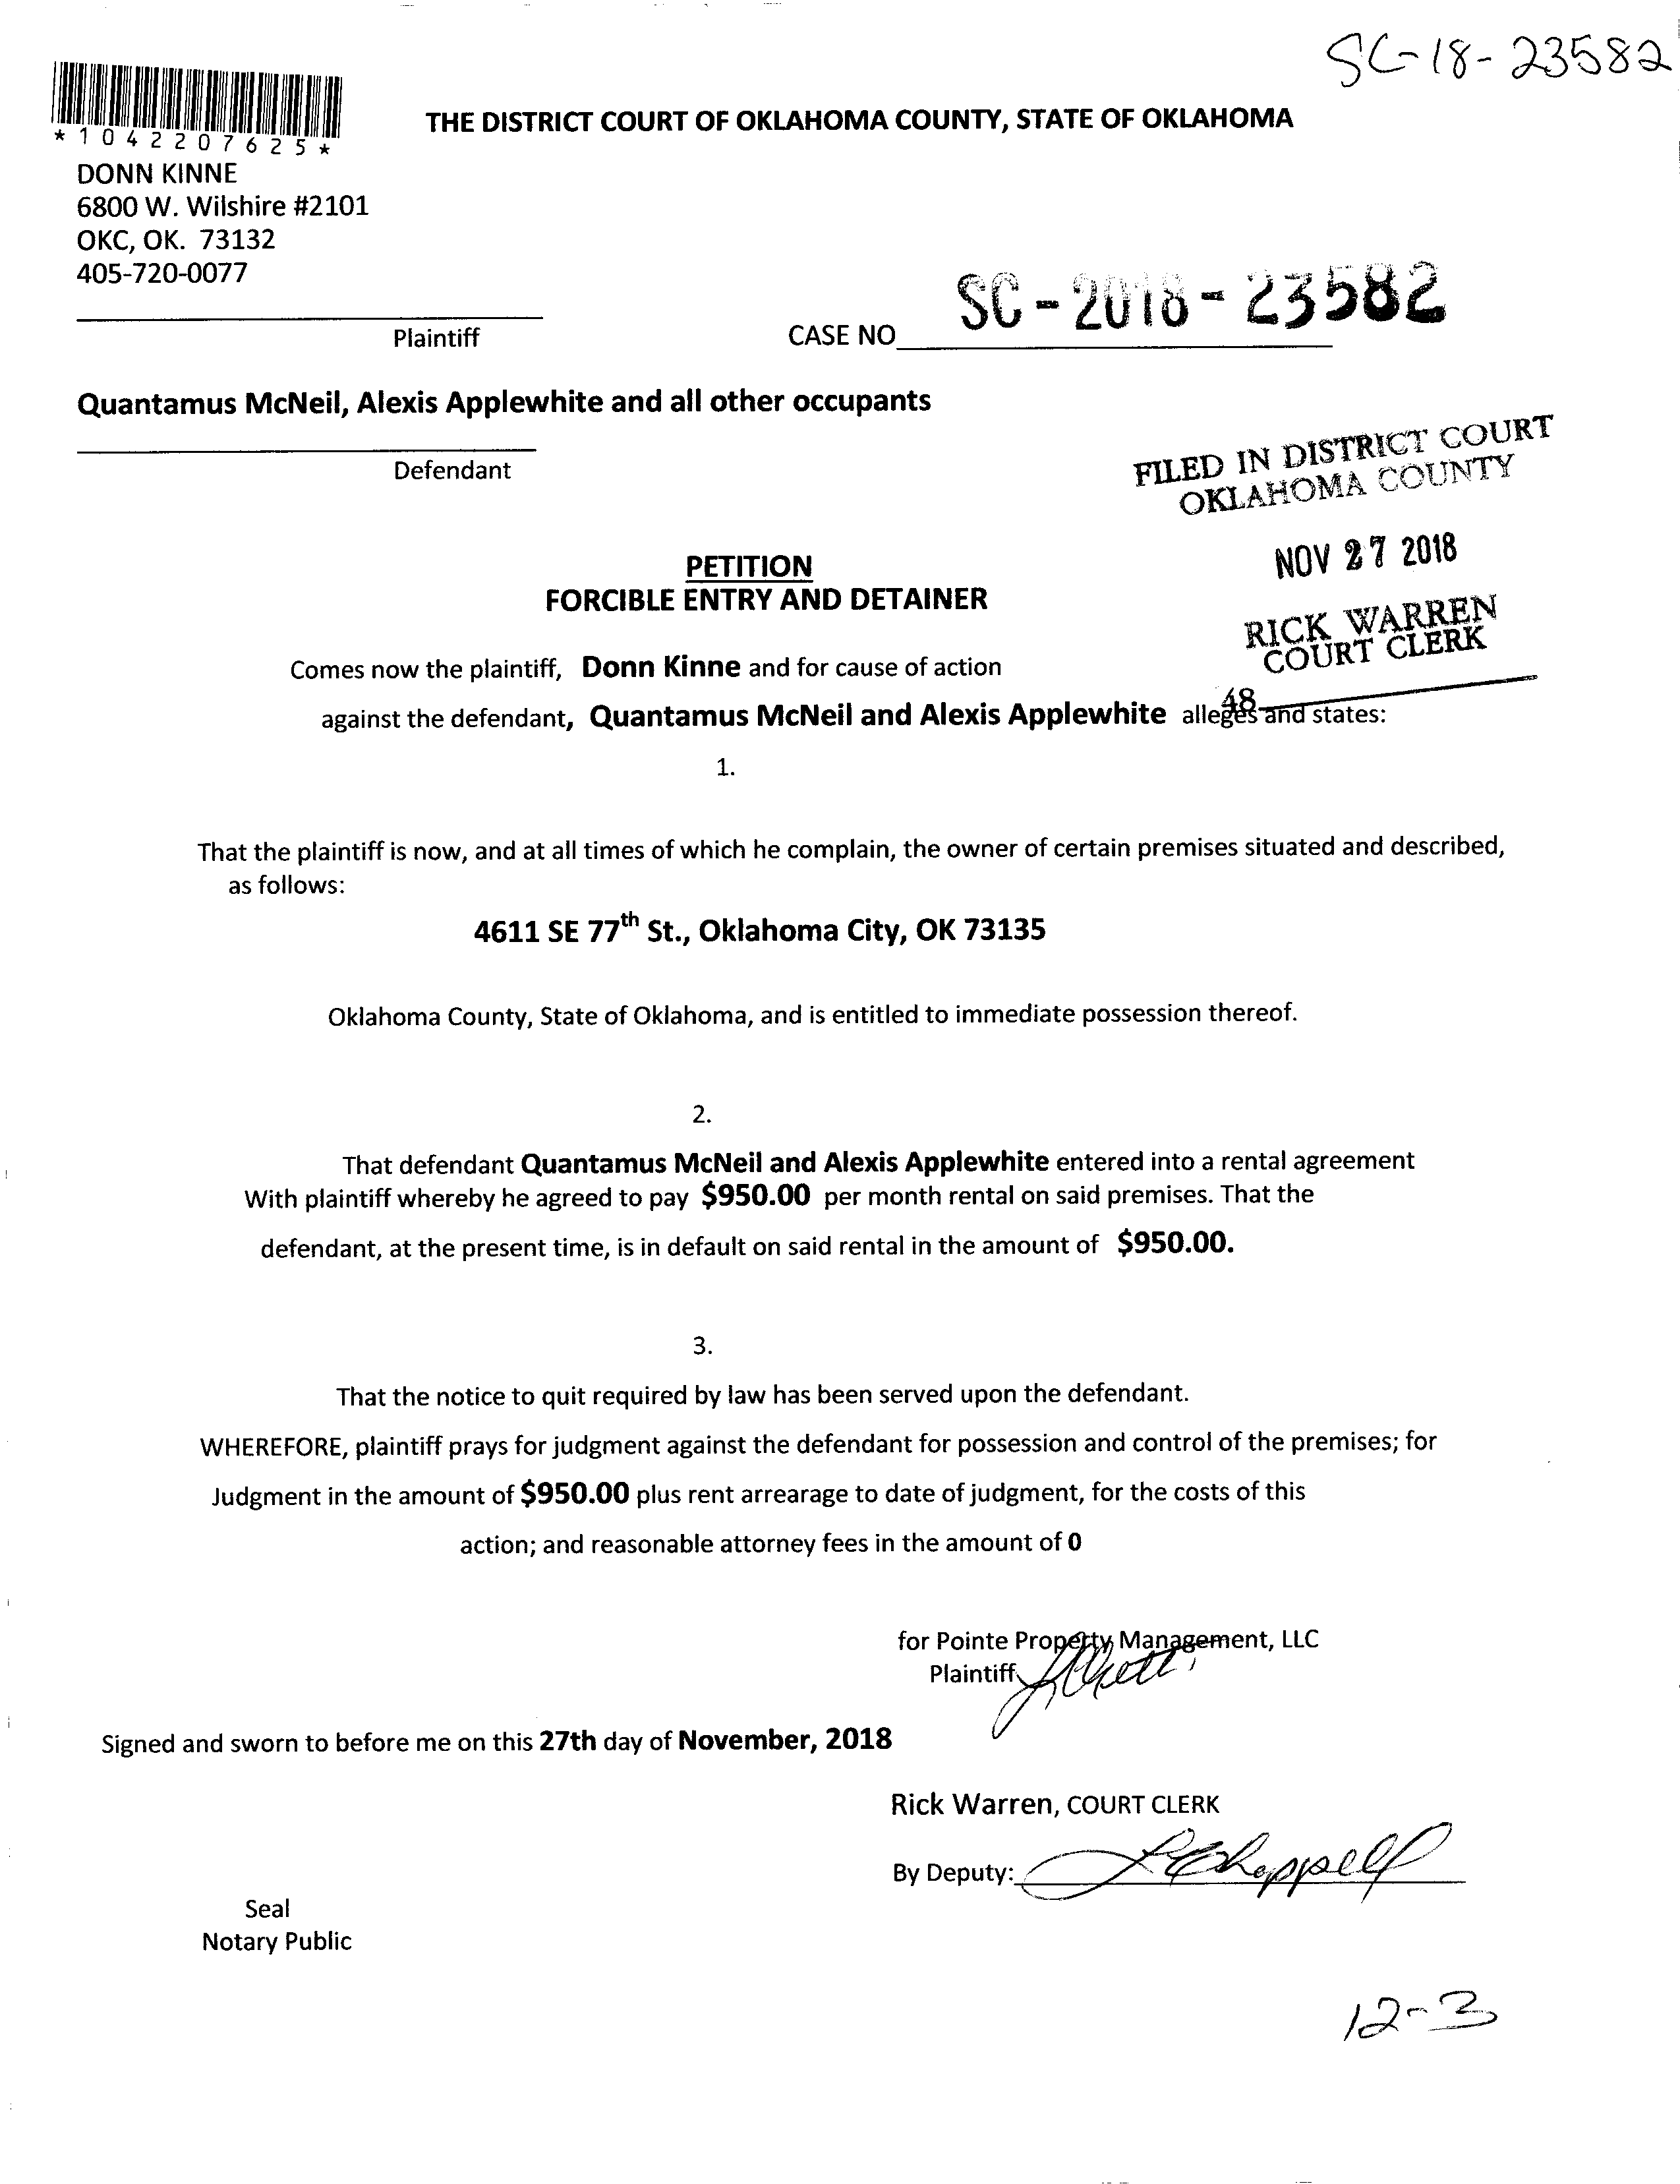 SC-18-23582
*1042207625*
THE DISTRICT COURT OF OKLAHOMA COUNTY, STATE OF OKLAHOMA
DONN KINNE
6800 W. Wilshire #2101
OKC, OK. 73132
405-720-0077
Plaintiff
CASE NO SC-2018-23582
Quantamus McNeil, Alexis Applewhite and all other occupants
Defendant
FILED IN DISTRICT COURT
OKLAHOMA COUNTY
NOV 27 2018
RICK WARREN
COURT CLERK
48
PETITION
FORCIBLE ENTRY AND DETAINER
Comes now the plaintiff, Donn Kinne and for cause of action
against the defendant, Quantamus McNeil and Alexis Applewhite alleges and states:
1.
That the plaintiff is now, and at all times of which he complain, the owner of certain premises situated and described,
as follows:
4611 SE 77th St., Oklahoma City, OK 73135
Oklahoma County, State of Oklahoma, and is entitled to immediate possession thereof.
2.
That defendant Quantamus McNeil and Alexis Applewhite entered into a rental agreement
With plaintiff whereby he agreed to pay $950.00 per month rental on said premises. That the
defendant, at the present time, is in default on said rental in the amount of $950.00.
3.
That the notice to quit required by law has been served upon the defendant.
WHEREFORE, plaintiff prays for judgment against the defendant for possession and control of the premises; for
Judgment in the amount of $950.00 plus rent arrearage to date of judgment, for the costs of this
action; and reasonable attorney fees in the amount of 0
for Pointe Property Management, LLC
Plaintiff
Signed and sworn to before me on this 27th day of November, 2018
Rick Warren, COURT CLERK
By Deputy: Chappell
Seal
Notary Public
12-3